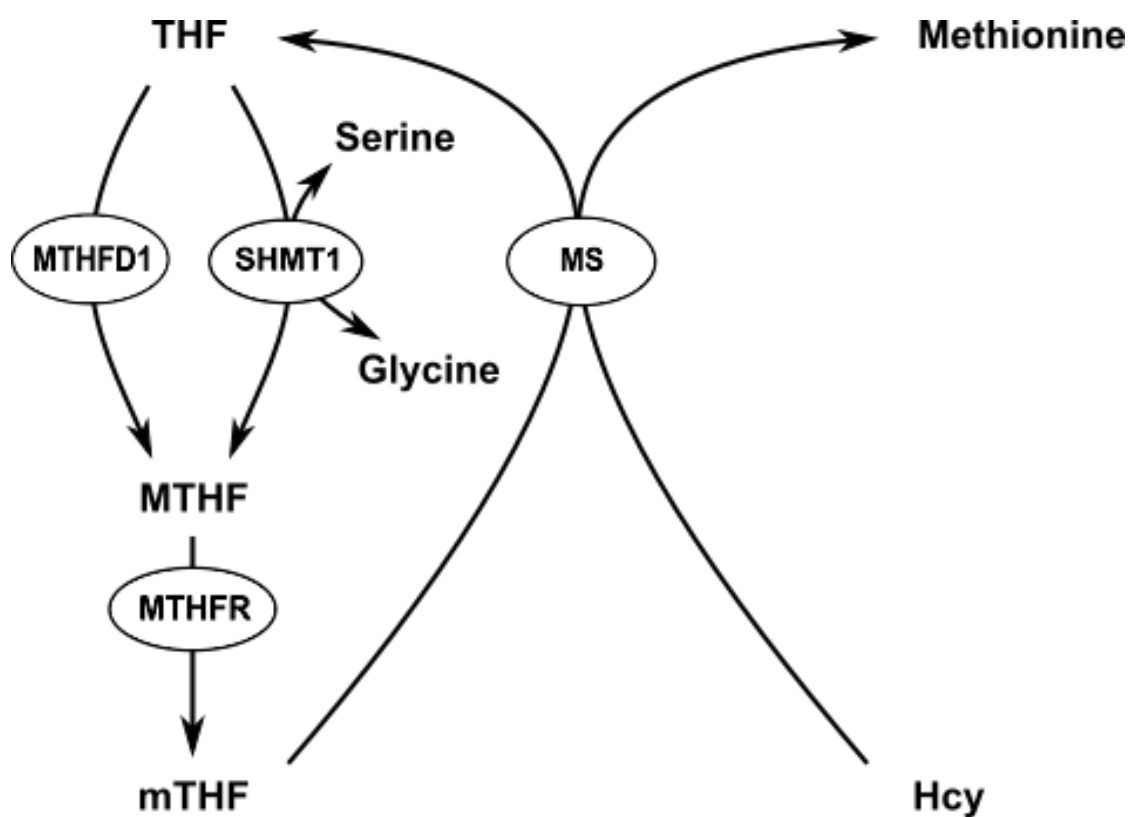 THF
Methionine
Serine
MTHFD1
SHMT1
MS
Glycine
MTHF
MTHFR
mTHF
Hcy